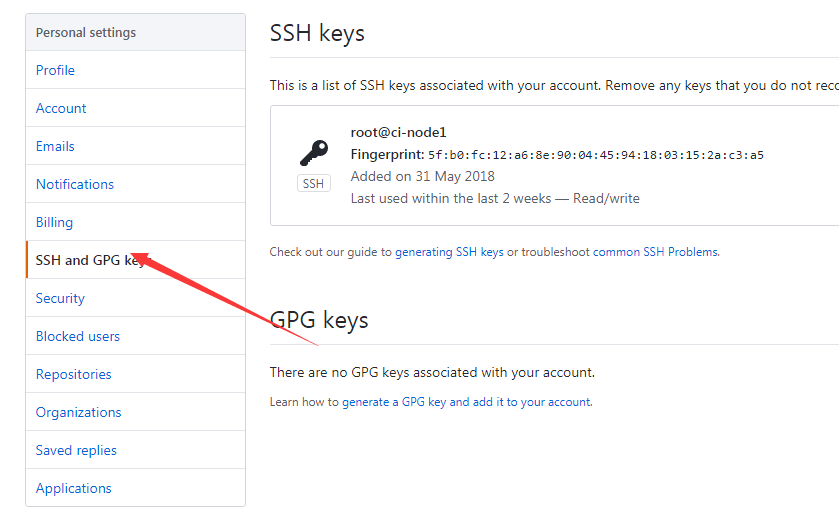 Personal settings
Profile
Account
Emails
Notifications
Billing
SSH and GPG keys
Security
Blocked users
Repositories
Organizations
Saved replies
Applications
SSH keys
This is a list of SSH keys associated with your account. Remove any keys that you do not
root@ci-node1
Fingerprint: 5f:b0:fc:12:a6:8e:90:04:45:94:18:03:15:2a:c3:a5
SSH
Added on 31 May 2018
Last used within the last 2 weeks — Read/write
Check out our guide to generating SSH keys or troubleshoot common SSH Problems.
GPG keys
There are no GPG keys associated with your account.
Learn how to generate a GPG key and add it to your account.